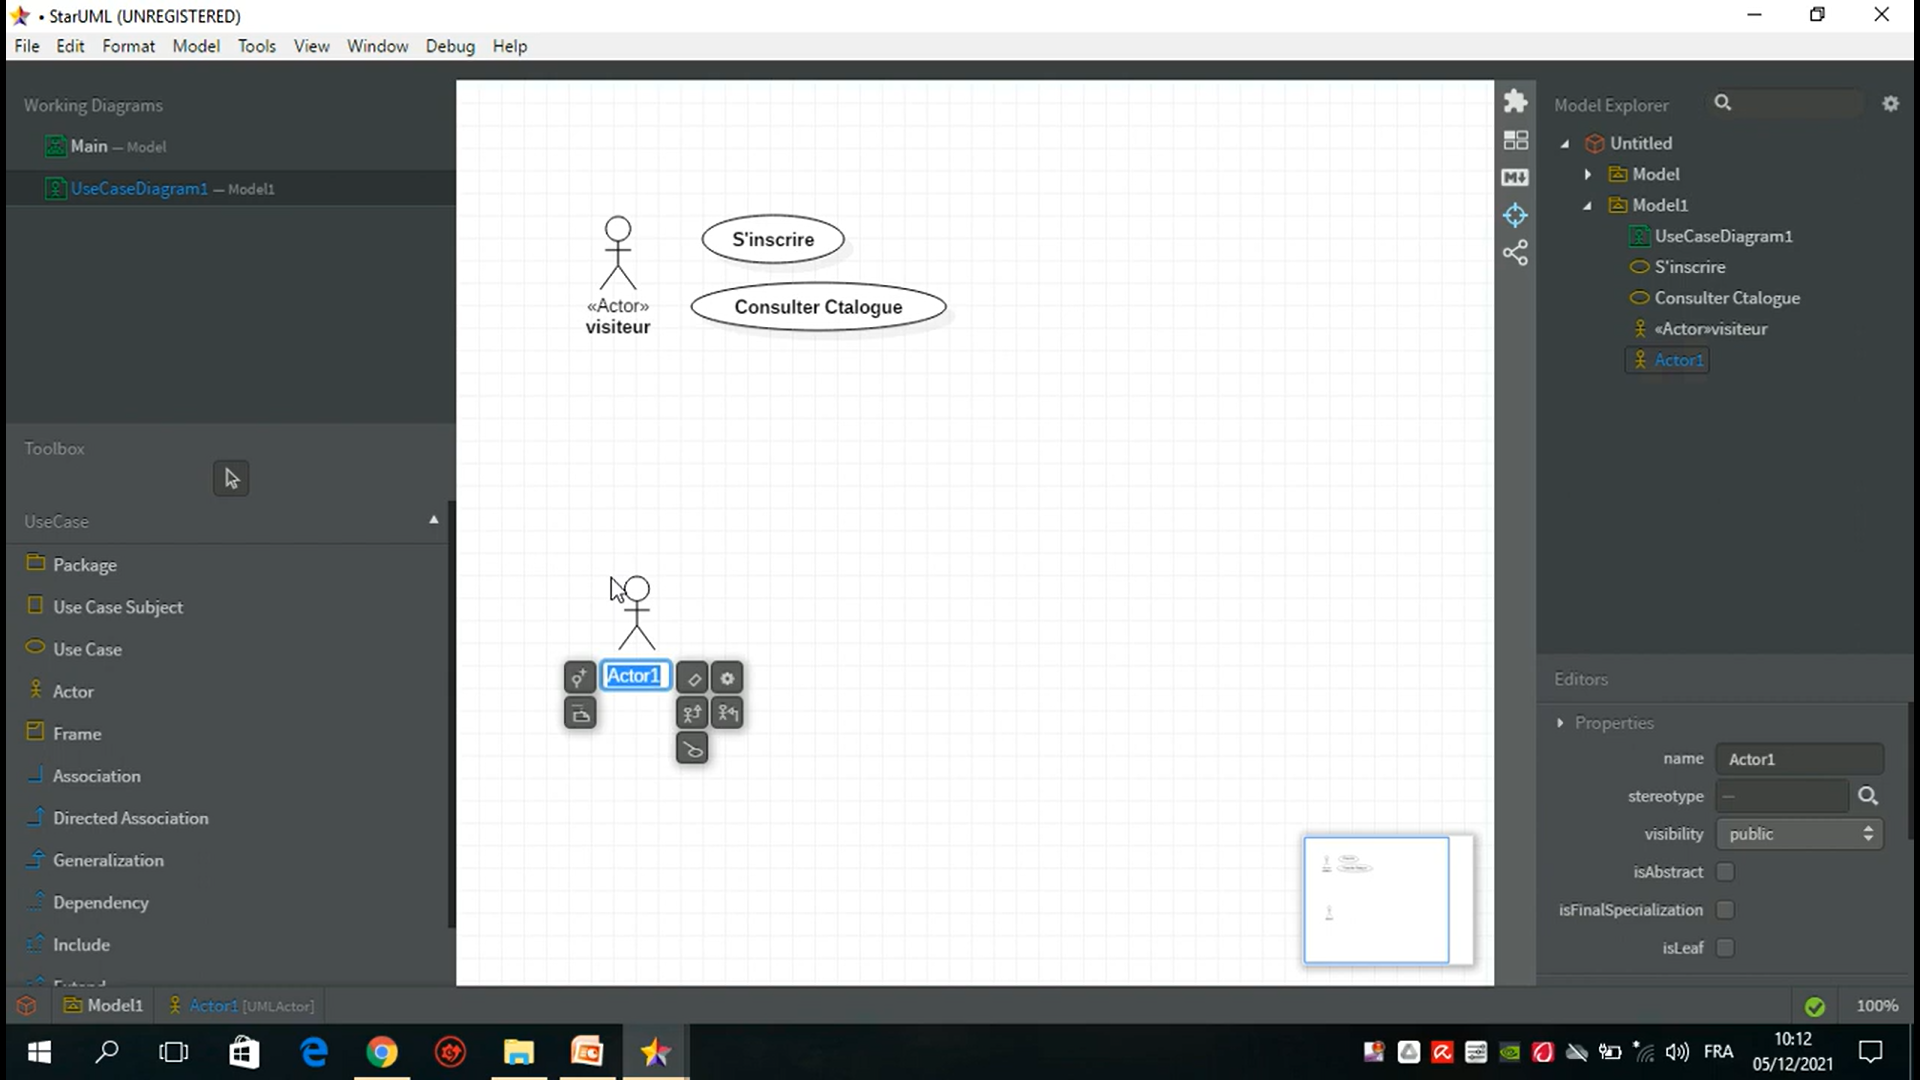 • StarUML (UNREGISTERED)
File Edit Format Model Tools View Window Debug Help
Working Diagrams
Main — Model
UseCaseDiagram1 — Model1
Toolbox
UseCase
Package
Use Case Subject
Use Case
Actor
Frame
Association
Directed Association
Generalization
Dependency
Include
Extend
S'inscrire
«Actor»
visiteur
Consulter Ctalogue
Actor1
Model Explorer
Untitled
Model
Model1
UseCaseDiagram1
S'inscrire
Consulter Ctalogue
«Actor»visiteur
Actor1
Editors
Properties
name Actor1
stereotype —
visibility public
isAbstract
isFinalSpecialization
isLeaf
Model1 Actor1 [UMLActor]
100%
FRA
10:12
05/12/2021